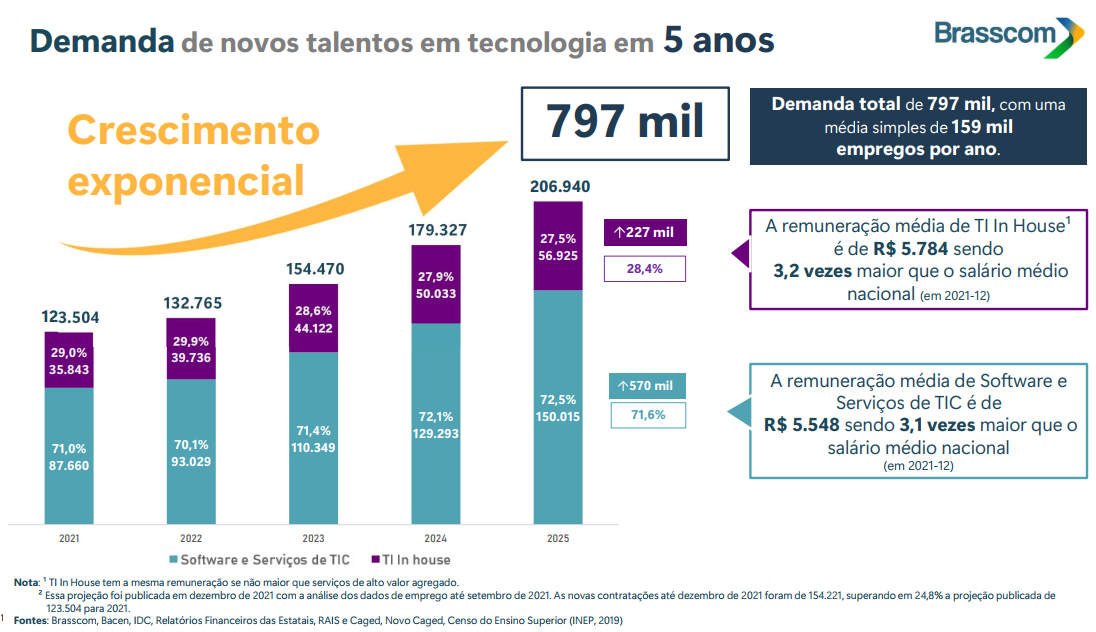 Demanda de novos talentos em tecnologia em 5 anos
Brasscom
Crescimento
exponencial
797 mil
Demanda total de 797 mil, com uma
média simples de 159 mil
empregos por ano.
206.940
179.327
154.470
132.765
123.504
27,5%
56.925
27,9%
50.033
28,6%
44.122
29,9%
39.736
29,0%
35.843
72,5%
150.015
72,1%
129.293
71,4%
110.349
70,1%
93.029
71,0%
87.660
↑227 mil
28,4%
↑570 mil
71,6%
A remuneração média de TI In House¹
é de R$ 5.784 sendo
3,2 vezes maior que o salário médio
nacional (em 2021-12)
A remuneração média de Software e
Serviços de TIC é de
R$ 5.548 sendo 3,1 vezes maior que o
salário médio nacional
(em 2021-12)
2021 2022 2023 2024 2025
Software e Serviços de TIC TI In house
Nota: ¹ TI In House tem a mesma remuneração se não maior que serviços de alto valor agregado.
² Essa projeção foi publicada em dezembro de 2021 com a análise dos dados de emprego até setembro de 2021. As novas contratações até dezembro de 2021 foram de 154.221, superando em 24,8% a projeção publicada de
123.504 para 2021.
¹ Fontes: Brasscom, Bacen, IDC, Relatórios Financeiros das Estatais, RAIS e Caged, Novo Caged, Censo do Ensino Superior (INEP, 2019)